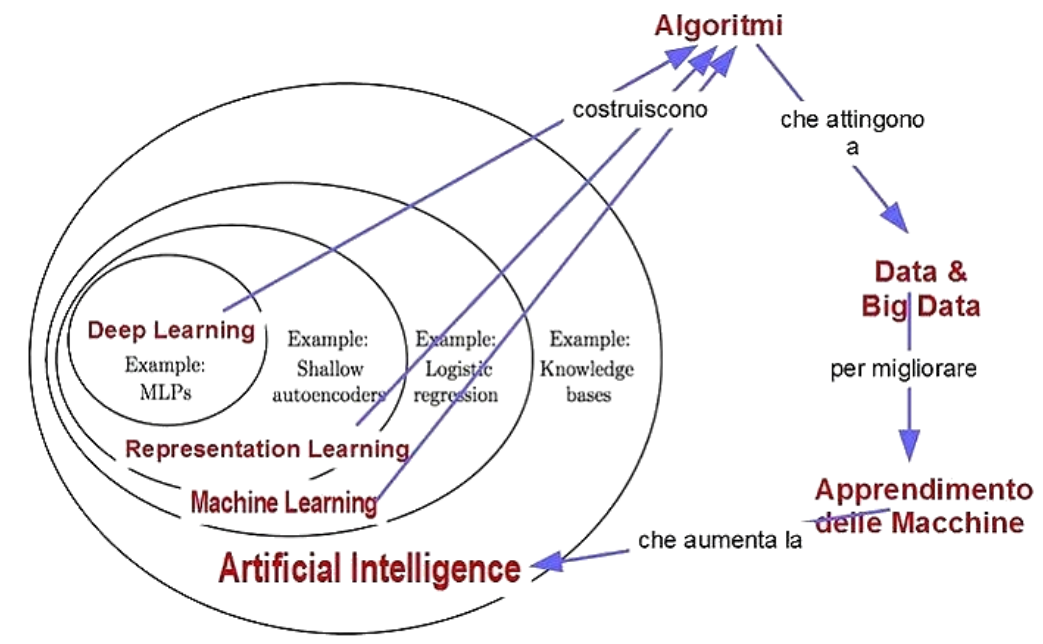 Algoritmi
costruiscono
che attingono
a
Data &
Big Data
per migliorare
Apprendimento
delle Macchine
che aumenta la
Deep Learning
Example:
MLPs
Example:
Shallow
autoencoders
Example:
Logistic
regression
Example:
Knowledge
bases
Representation Learning
Machine Learning
Artificial Intelligence